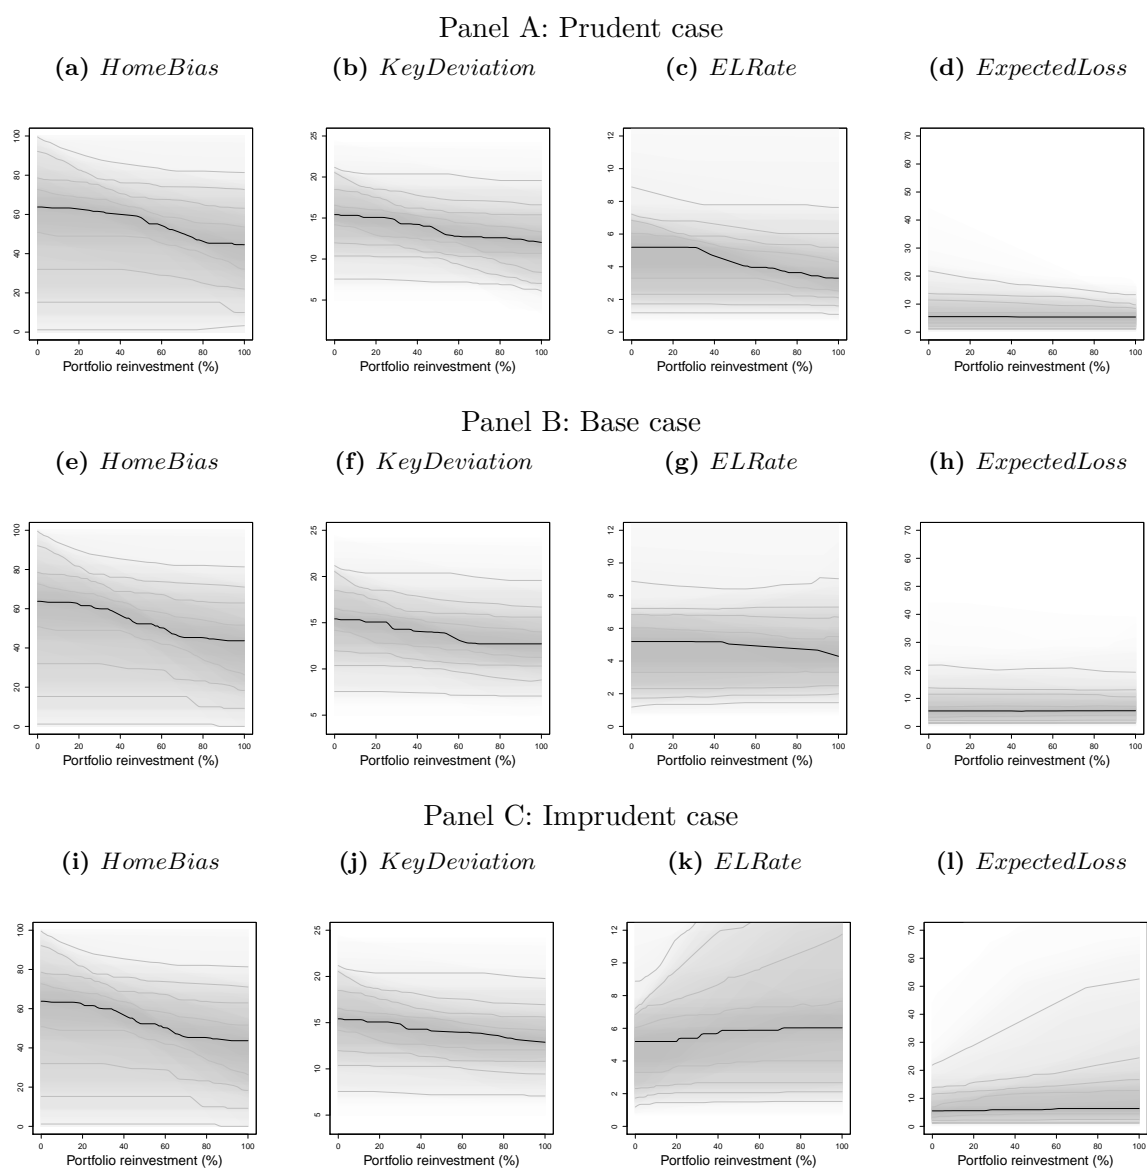 Panel A: Prudent case
(a) HomeBias (b) KeyDeviation (c) ELRate (d) ExpectedLoss
100 80 60 40 20 0
25 20 15 10 5
12 10 8 6 4 2 0
70 60 50 40 30 20 10 0
0 20 40 60 80 100 0 20 40 60 80 100 0 20 40 60 80 100 0 20 40 60 80 100
Portfolio reinvestment (%) Portfolio reinvestment (%) Portfolio reinvestment (%) Portfolio reinvestment (%)
Panel B: Base case
(e) HomeBias (f) KeyDeviation (g) ELRate (h) ExpectedLoss
100 80 60 40 20 0
25 20 15 10 5
12 10 8 6 4 2 0
70 60 50 40 30 20 10 0
0 20 40 60 80 100 0 20 40 60 80 100 0 20 40 60 80 100 0 20 40 60 80 100
Portfolio reinvestment (%) Portfolio reinvestment (%) Portfolio reinvestment (%) Portfolio reinvestment (%)
Panel C: Imprudent case
(i) HomeBias (j) KeyDeviation (k) ELRate (l) ExpectedLoss
100 80 60 40 20 0
25 20 15 10 5
12 10 8 6 4 2 0
70 60 50 40 30 20 10 0
0 20 40 60 80 100 0 20 40 60 80 100 0 20 40 60 80 100 0 20 40 60 80 100
Portfolio reinvestment (%) Portfolio reinvestment (%) Portfolio reinvestment (%) Portfolio reinvestment (%)